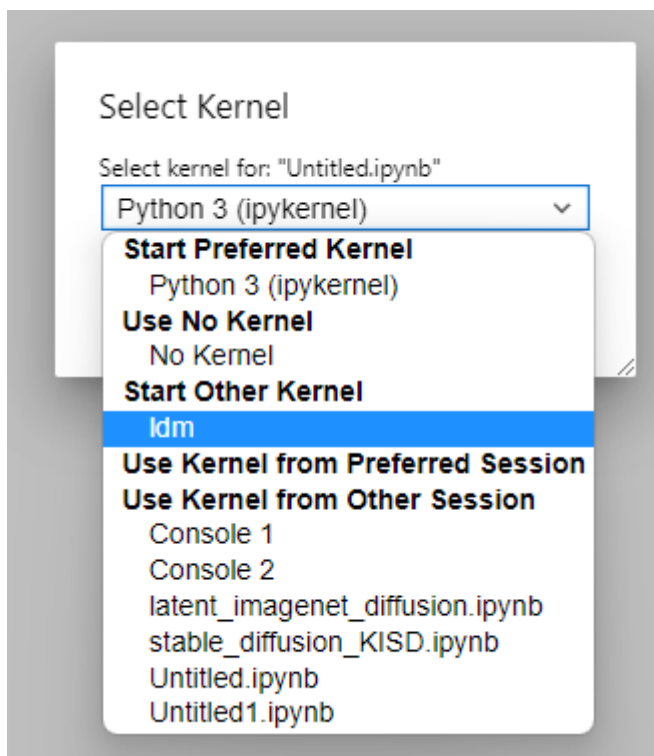 Select Kernel
Select kernel for: "Untitled.ipynb"
Python 3 (ipykernel)
Start Preferred Kernel
Python 3 (ipykernel)
Use No Kernel
No Kernel
Start Other Kernel
ldm
Use Kernel from Preferred Session
Use Kernel from Other Session
Console 1
Console 2
latent_imagenet_diffusion.ipynb
stable_diffusion_KISD.ipynb
Untitled.ipynb
Untitled1.ipynb